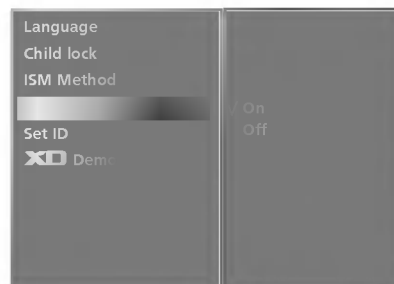 Language
Child lock
ISM Method
Set ID
XD Demo
On
Off